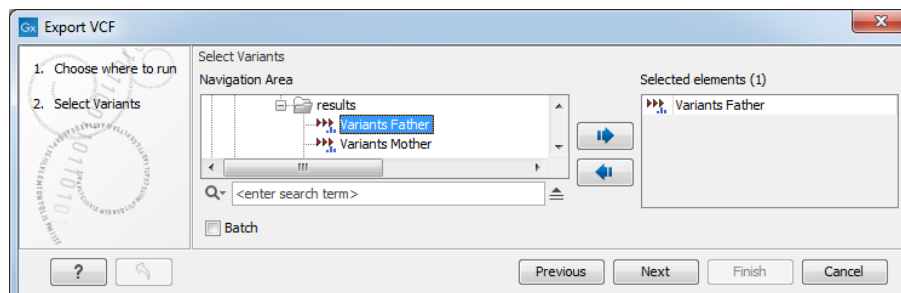 Gx Export VCF
1. Choose where to run
2. Select Variants
Select Variants
Navigation Area
results
Variants Father
Variants Mother
<enter search term>
Batch
Selected elements (1)
Variants Father
?
Previous
Next
Finish
Cancel